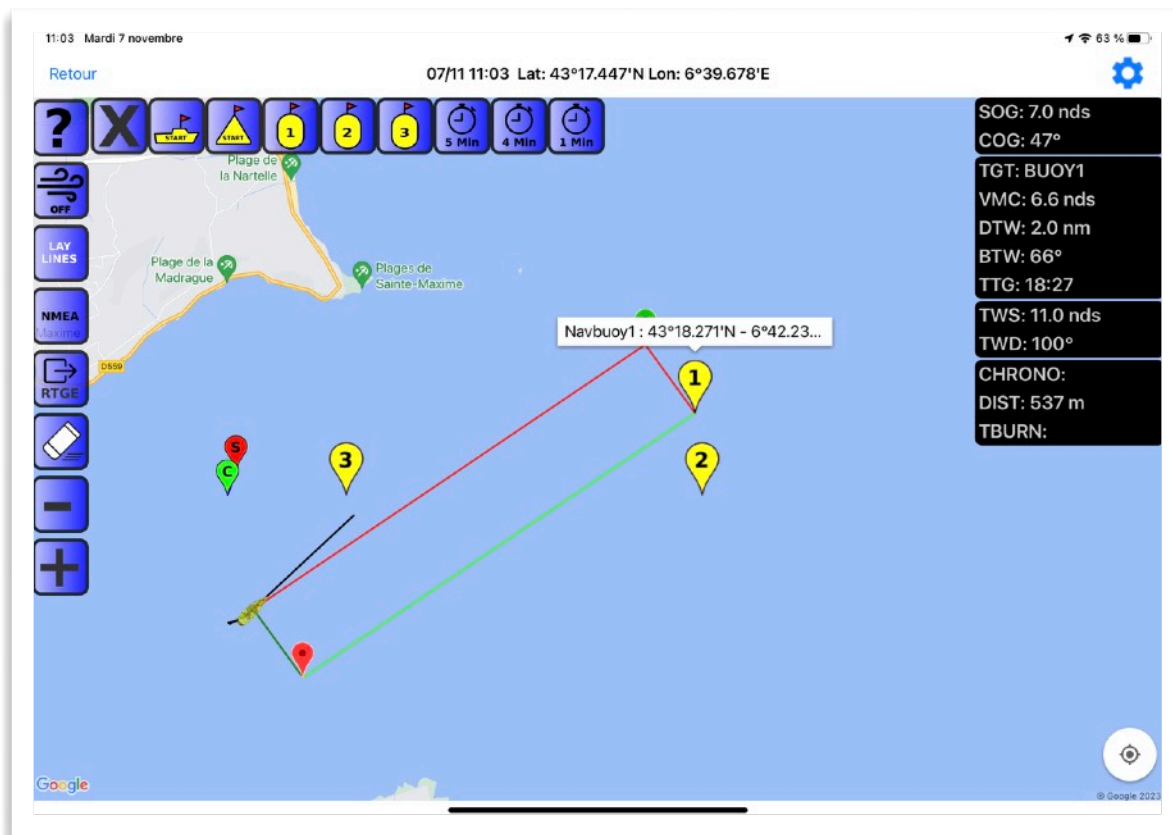 11:03 Mardi 7 novembre
63 %
Retour
07/11 11:03 Lat: 43°17.447'N Lon: 6°39.678'E
?
X
START
START
1
2
3
5 Min
4 Min
1 Min
SOG: 7.0 nds
COG: 47°
TGT: BUOY1
VMC: 6.6 nds
DTW: 2.0 nm
BTW: 66°
TTG: 18:27
TWS: 11.0 nds
TWD: 100°
CHRONO:
DIST: 537 m
TBURN:
OFF
LAY
LINES
NMEA
Maxime
RTGE
-
+
Plage de
la Nartelle
Plage de la
Madrague
Plages de
Sainte-Maxime
D559
Navbuoy1 : 43°18.271'N - 6°42.23...
1
S
C
3
2
Google
© Google 2023